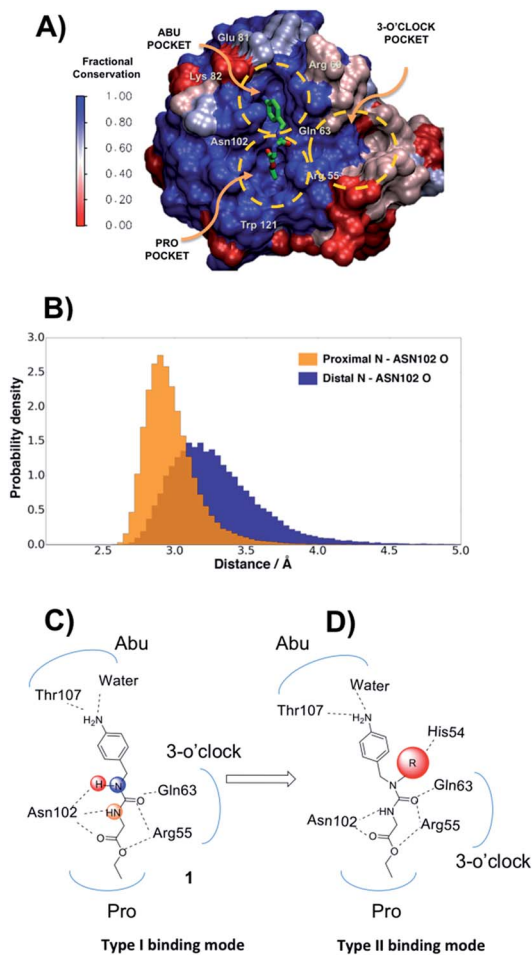 A)
ABU
POCKET
Glu 81
3-O'CLOCK
POCKET
Fractional
Conservation
Lys 82
1.00
0.80
0.60
0.40
0.20
0.00
Asn102
Gln 63
Arg 55
Trp 121
PRO
POCKET
B)
Probability density
3.0
2.5
2.0
1.5
1.0
0.5
0.0
Proximal N - ASN102 O
Distal N - ASN102 O
2.5 3.0 3.5 4.0 4.5 5.0
Distance / Å
C)
Abu
Water
Thr107
H₂N
3-o'clock
H
N
Gln63
Asn102
HN
O
O
Arg55
O
1
Pro
Type I binding mode
D)
Abu
Water
Thr107
NH₂
His54
R
N
Gln63
HN
O
Asn102
O
Arg55
O
3-o'clock
Pro
Type II binding mode